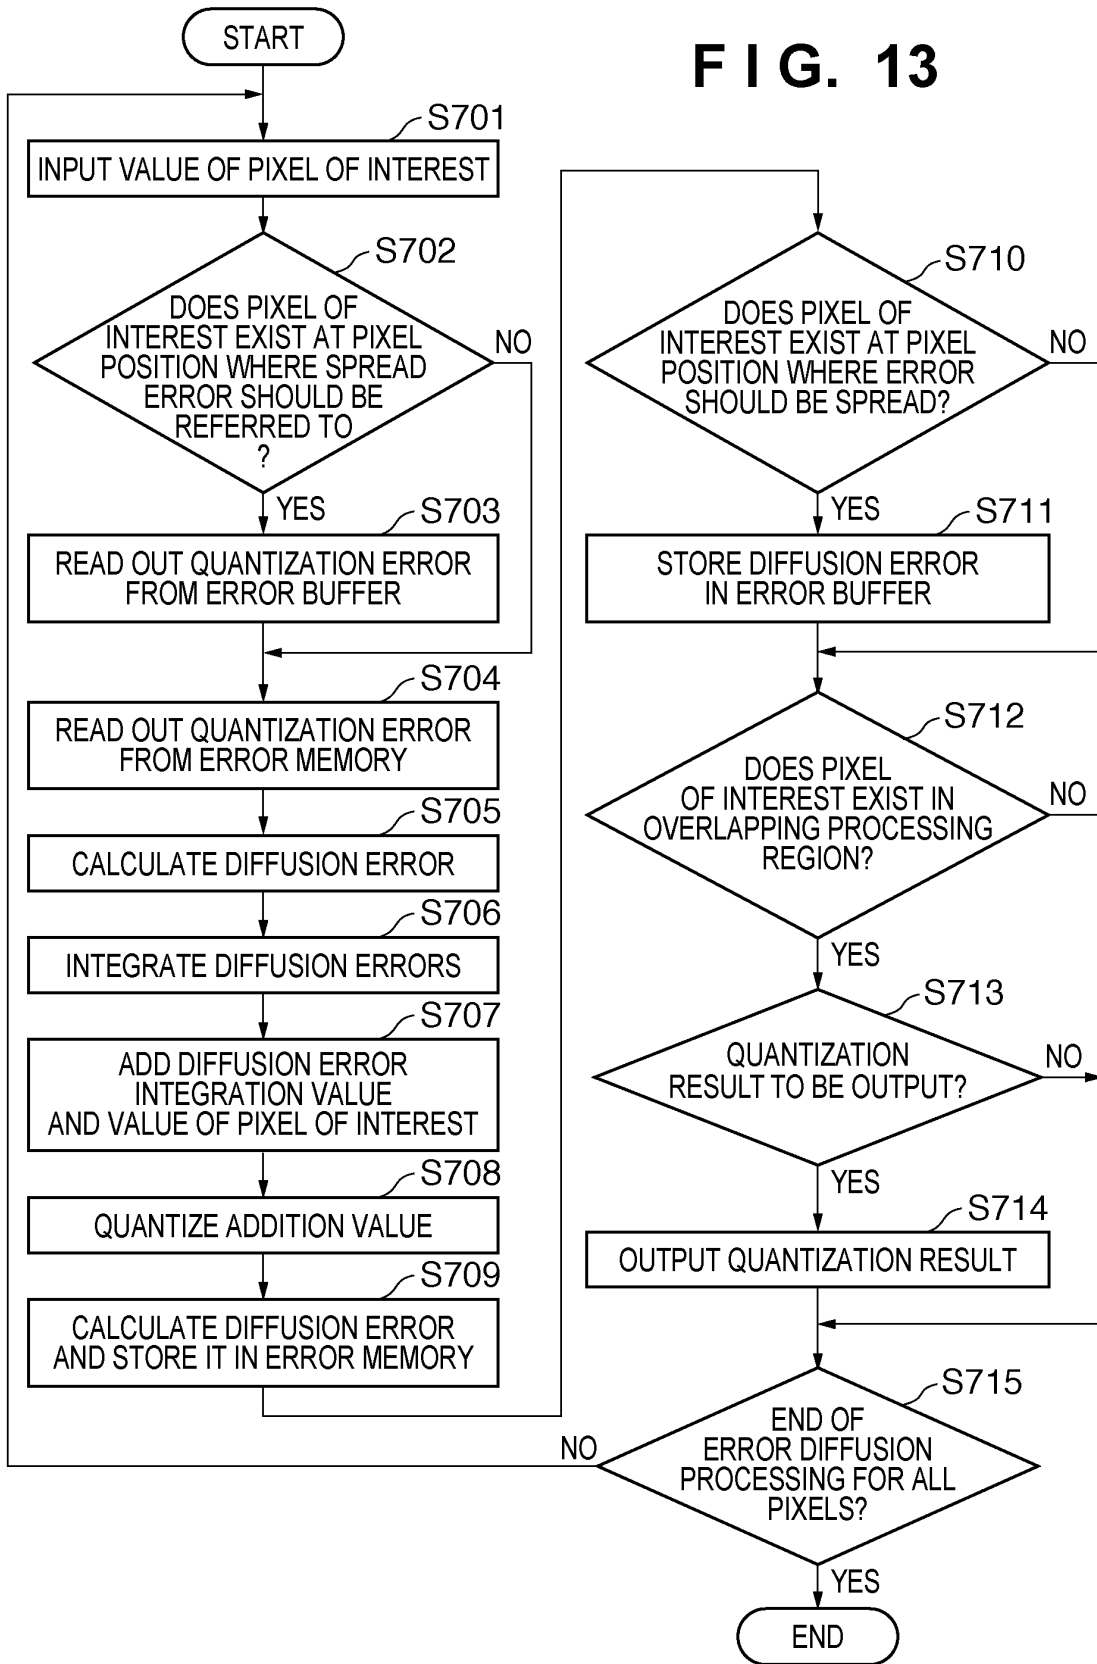 FIG. 13
START
S701
INPUT VALUE OF PIXEL OF INTEREST
S702
DOES PIXEL OF
INTEREST EXIST AT PIXEL
POSITION WHERE SPREAD
ERROR SHOULD BE
REFERRED TO
?
NO
YES
S703
READ OUT QUANTIZATION ERROR
FROM ERROR BUFFER
S704
READ OUT QUANTIZATION ERROR
FROM ERROR MEMORY
S705
CALCULATE DIFFUSION ERROR
S706
INTEGRATE DIFFUSION ERRORS
S707
ADD DIFFUSION ERROR
INTEGRATION VALUE
AND VALUE OF PIXEL OF INTEREST
S708
QUANTIZE ADDITION VALUE
S709
CALCULATE DIFFUSION ERROR
AND STORE IT IN ERROR MEMORY
S710
DOES PIXEL OF
INTEREST EXIST AT PIXEL
POSITION WHERE ERROR
SHOULD BE SPREAD?
NO
YES
S711
STORE DIFFUSION ERROR
IN ERROR BUFFER
S712
DOES PIXEL
OF INTEREST EXIST IN
OVERLAPPING PROCESSING
REGION?
NO
YES
S713
QUANTIZATION
RESULT TO BE OUTPUT?
NO
YES
S714
OUTPUT QUANTIZATION RESULT
S715
END OF
ERROR DIFFUSION
PROCESSING FOR ALL
PIXELS?
NO
YES
END